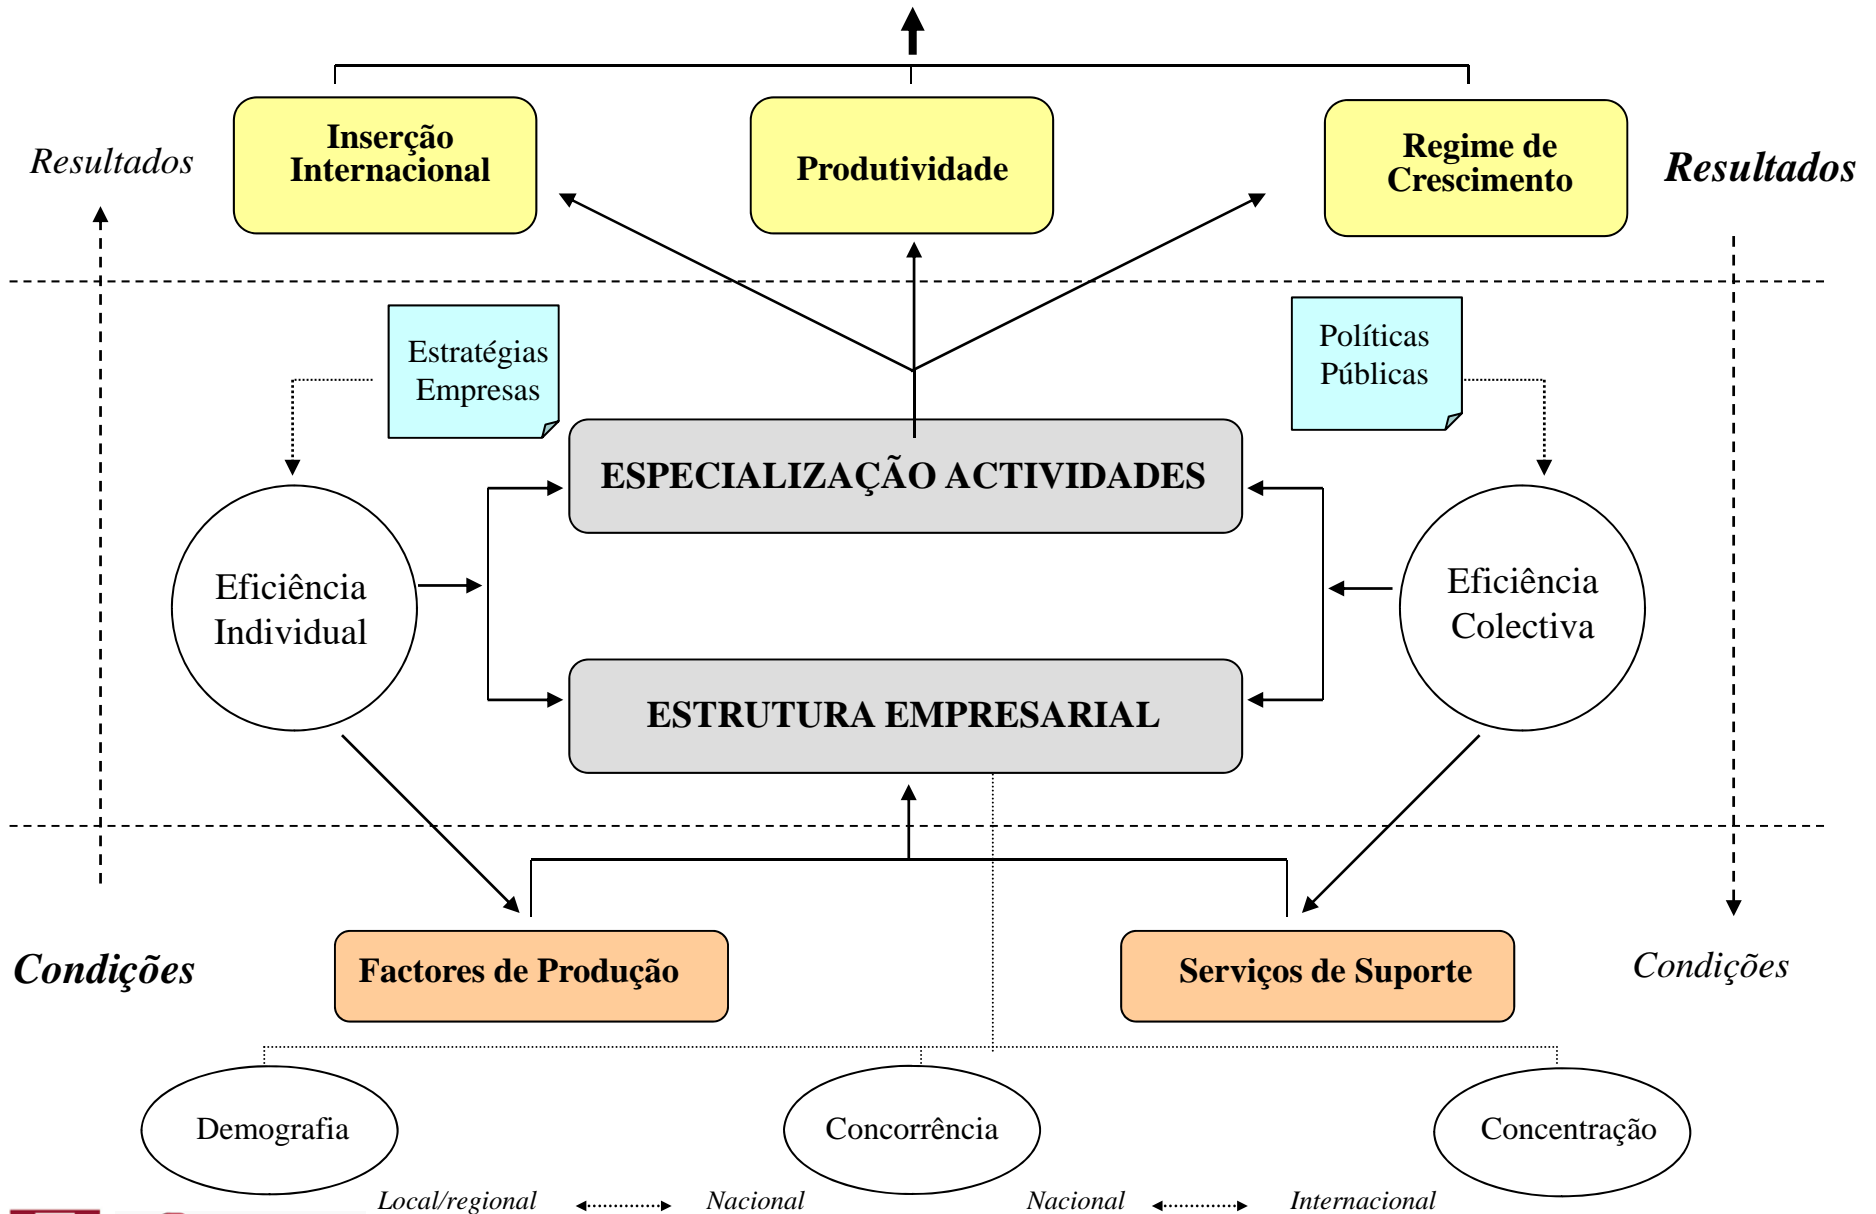 Inserção
Internacional
Produtividade
Regime de
Crescimento
Resultados
Resultados
Estratégias
Empresas
Políticas
Públicas
ESPECIALIZAÇÃO ACTIVIDADES
Eficiência
Individual
Eficiência
Colectiva
ESTRUTURA EMPRESARIAL
Condições
Factores de Produção
Serviços de Suporte
Condições
Demografia
Concorrência
Concentração
Local/regional
Nacional
Nacional
Internacional